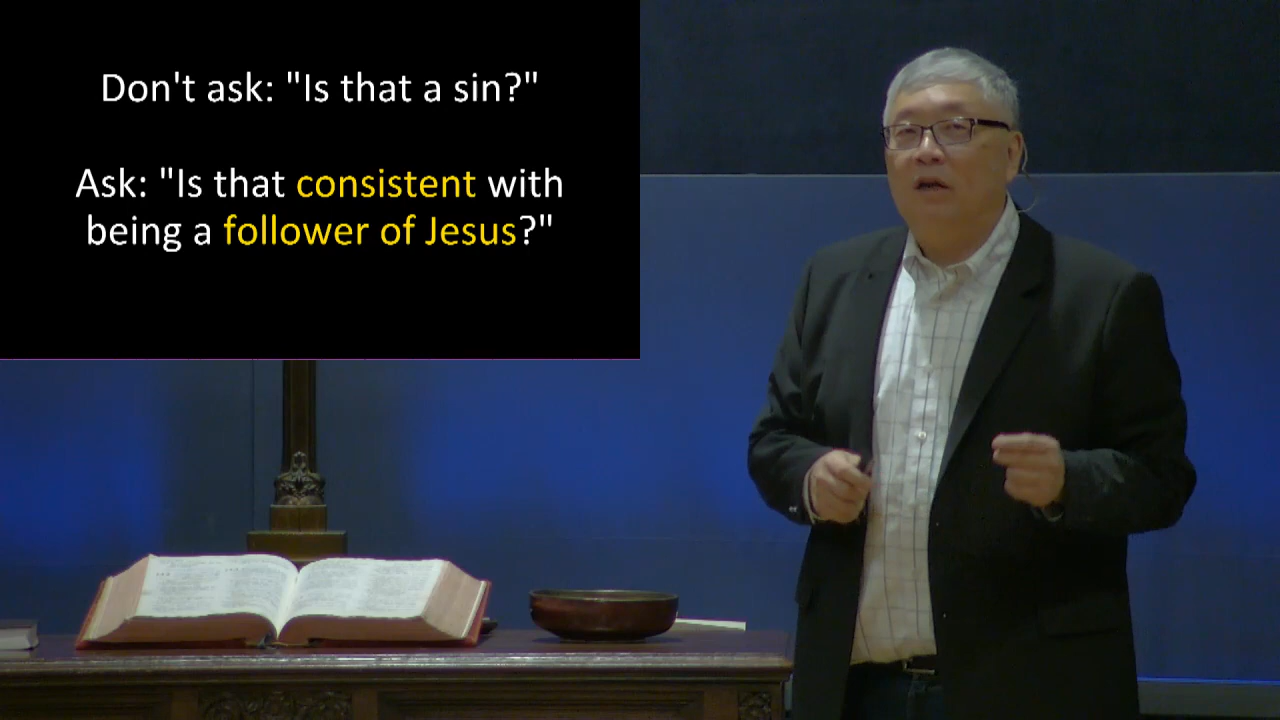 Don't ask: "Is that a sin?"
Ask: "Is that consistent with
being a follower of Jesus?"